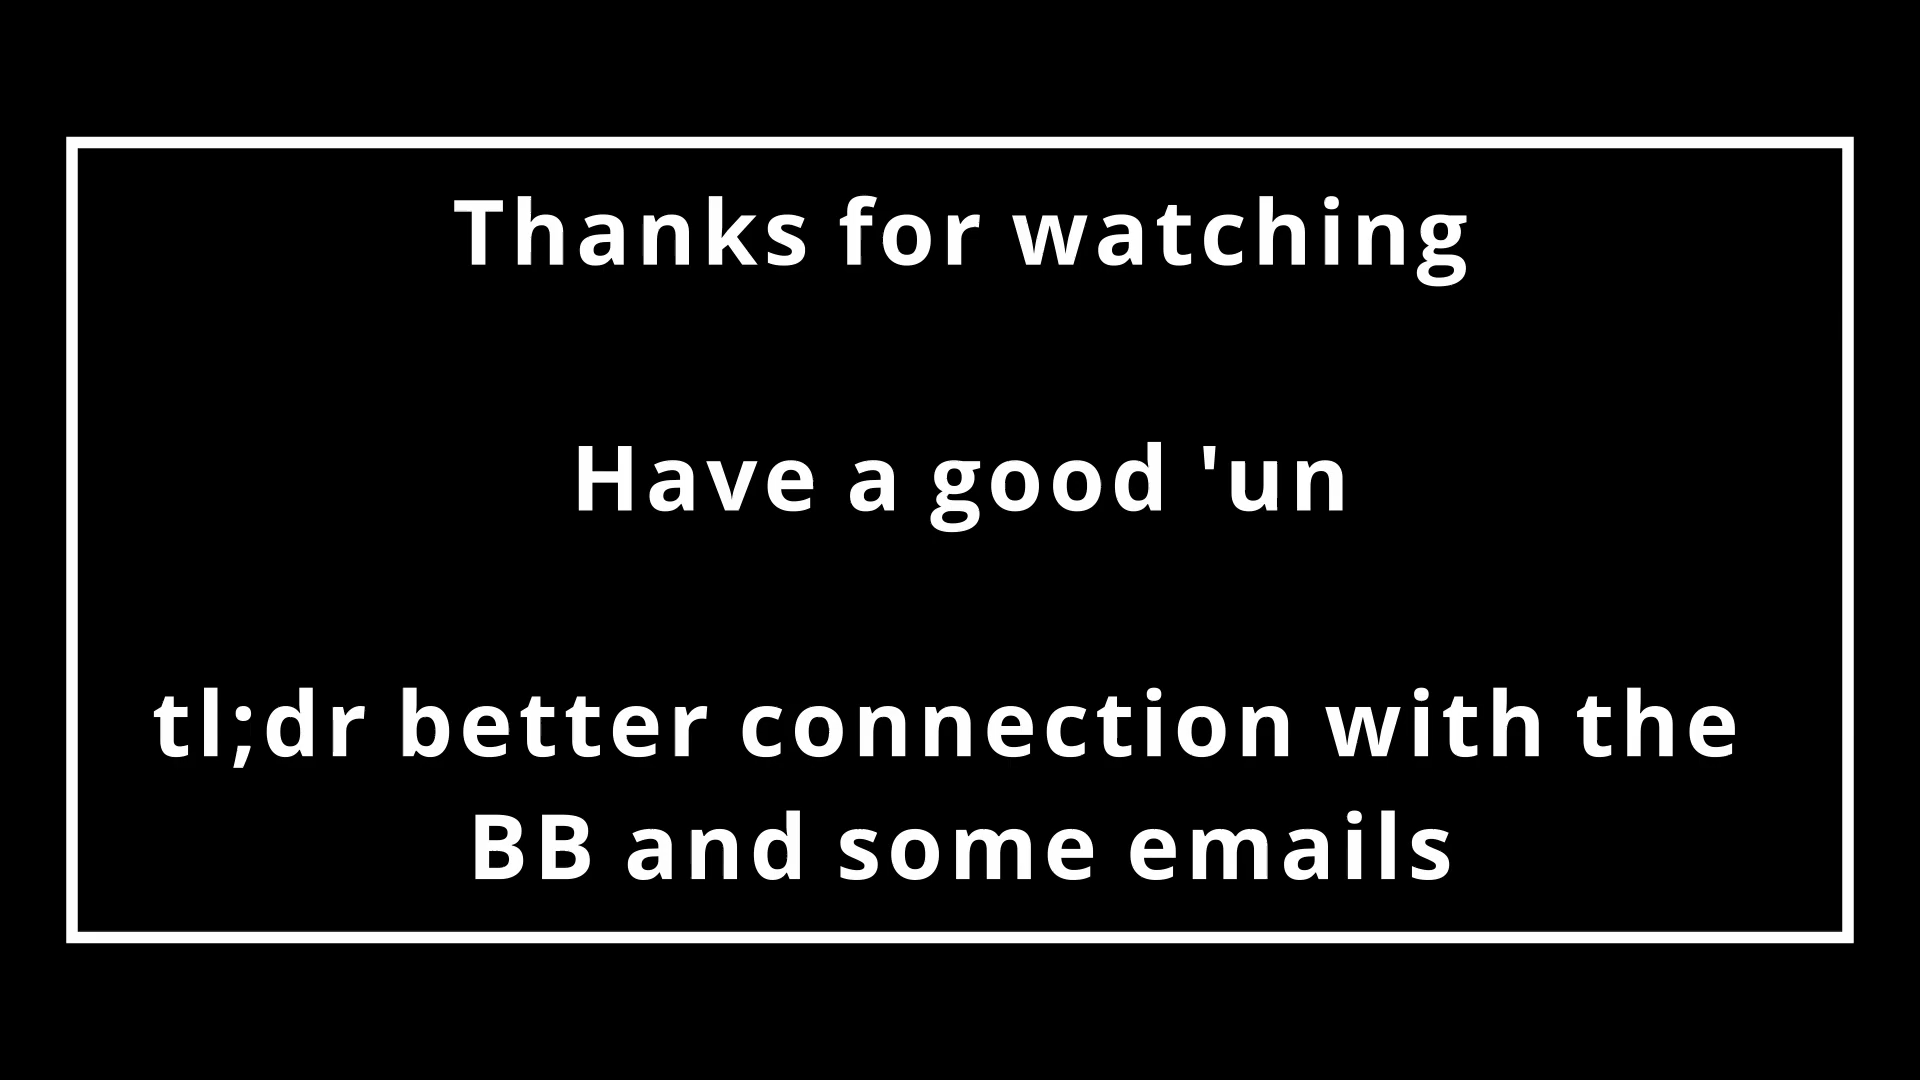 Thanks for watching
Have a good 'un
tl;dr better connection with the
BB and some emails